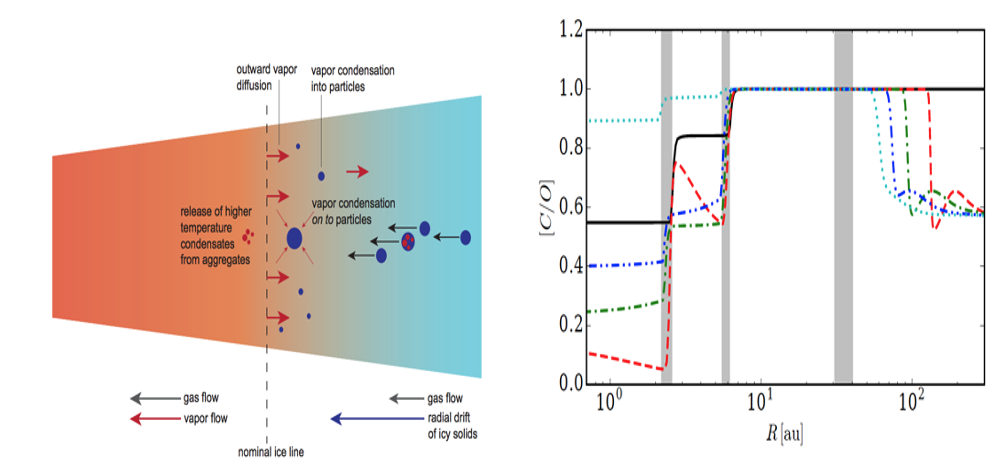 outward vapor
diffusion
vapor condensation
into particles
release of higher
temperature
condensates
from aggregates
vapor condensation
on to particles
gas flow
vapor flow
gas flow
radial drift
of icy solids
nominal ice line
1.2
1.0
0.8
0.6
0.4
0.2
0.0
[C/O]
10⁰
10¹
10²
R [au]